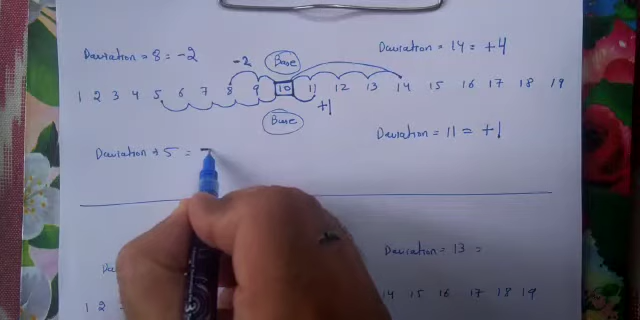 Deviation = 8 = -2
Deviation = 14 = +4
-2
Base
1 2 3 4 5 6 7 8 9 10 11 12 13 14 15 16 17 18 19
+1
Base
Deviation = 11 = +1
Deviation = 5 = -
Deviation = 13 =
1 2
14 15 16 17 18 19